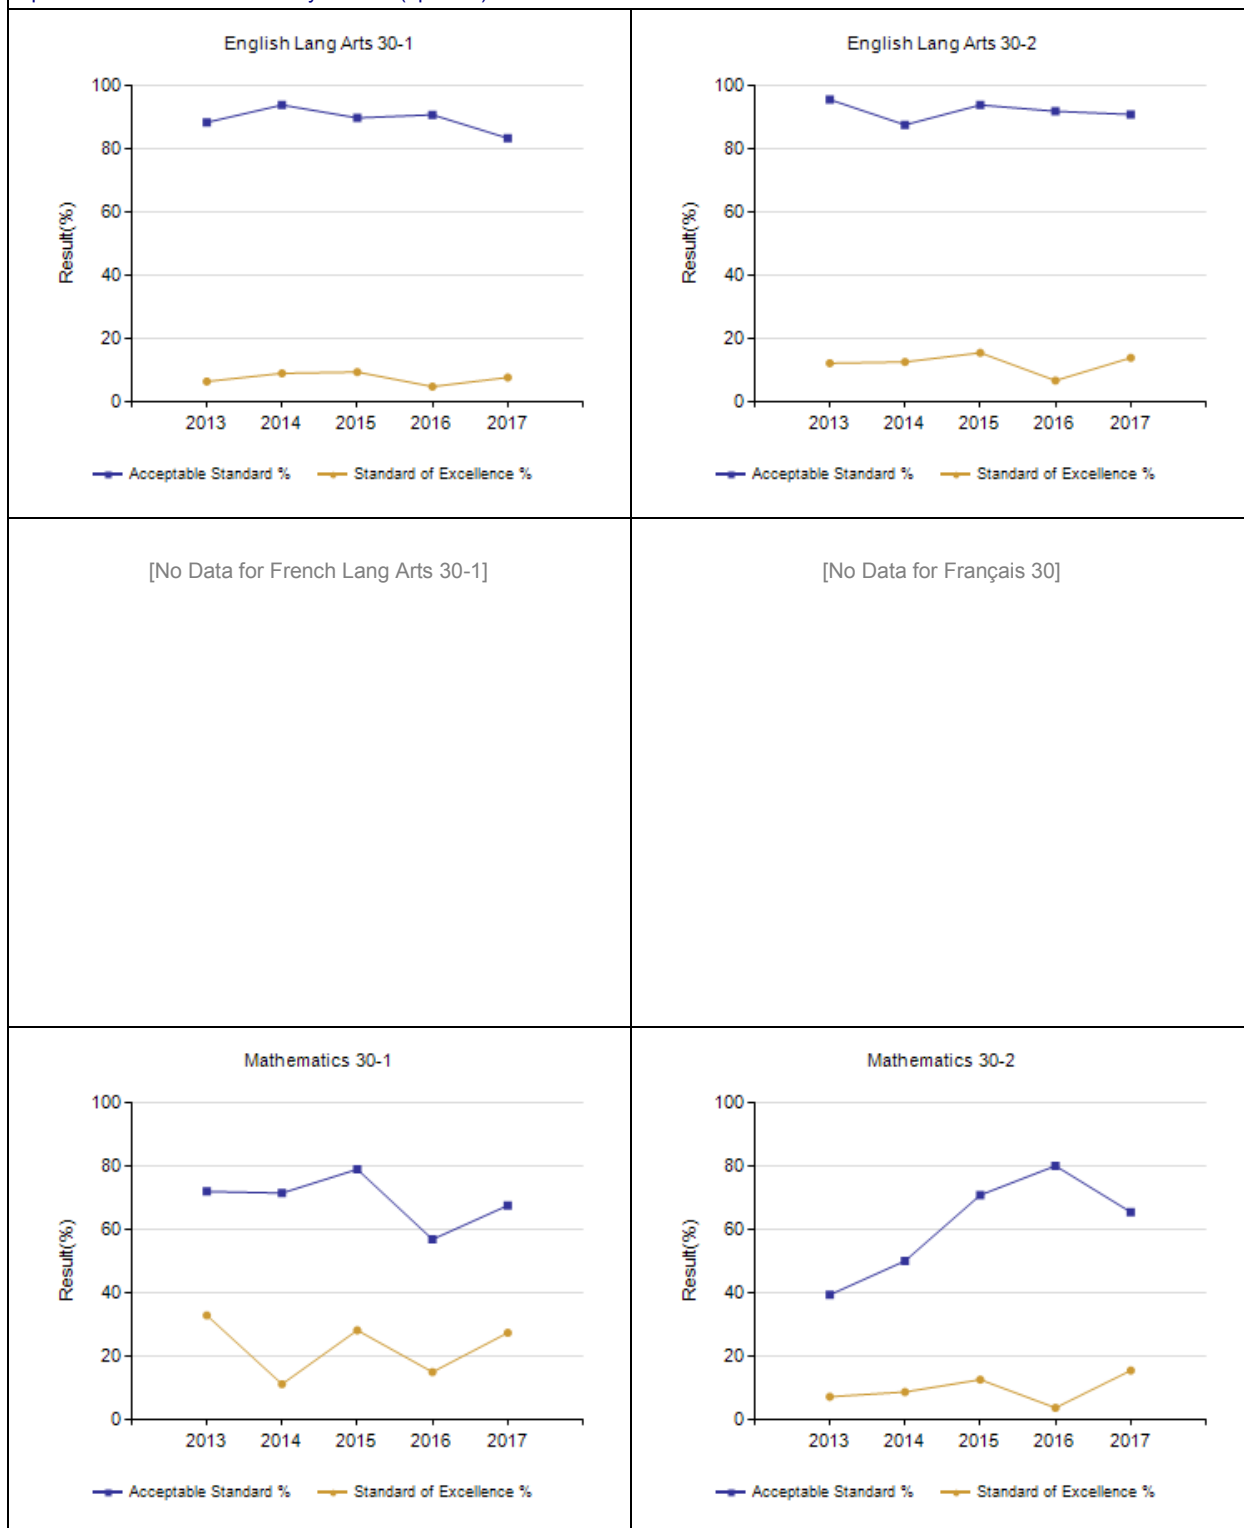 English Lang Arts 30-1
100
80
60
40
20
0
Result(%)
2013 2014 2015 2016 2017
Acceptable Standard % Standard of Excellence %
English Lang Arts 30-2
100
80
60
40
20
0
Result(%)
2013 2014 2015 2016 2017
Acceptable Standard % Standard of Excellence %
[No Data for French Lang Arts 30-1]
[No Data for Français 30]
Mathematics 30-1
100
80
60
40
20
0
Result(%)
2013 2014 2015 2016 2017
Acceptable Standard % Standard of Excellence %
Mathematics 30-2
100
80
60
40
20
0
Result(%)
2013 2014 2015 2016 2017
Acceptable Standard % Standard of Excellence %